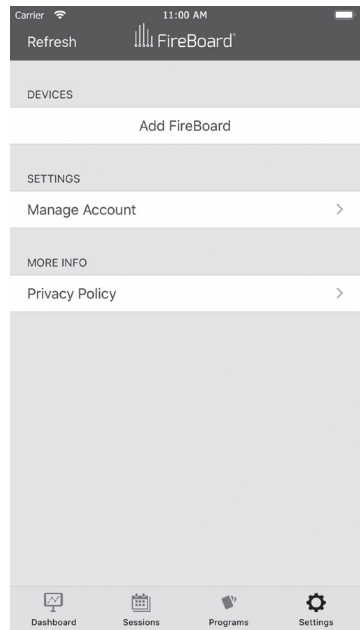 Carrier 11:00 AM
Refresh FireBoard®
DEVICES
Add FireBoard
SETTINGS
Manage Account
MORE INFO
Privacy Policy
Dashboard Sessions Programs Settings